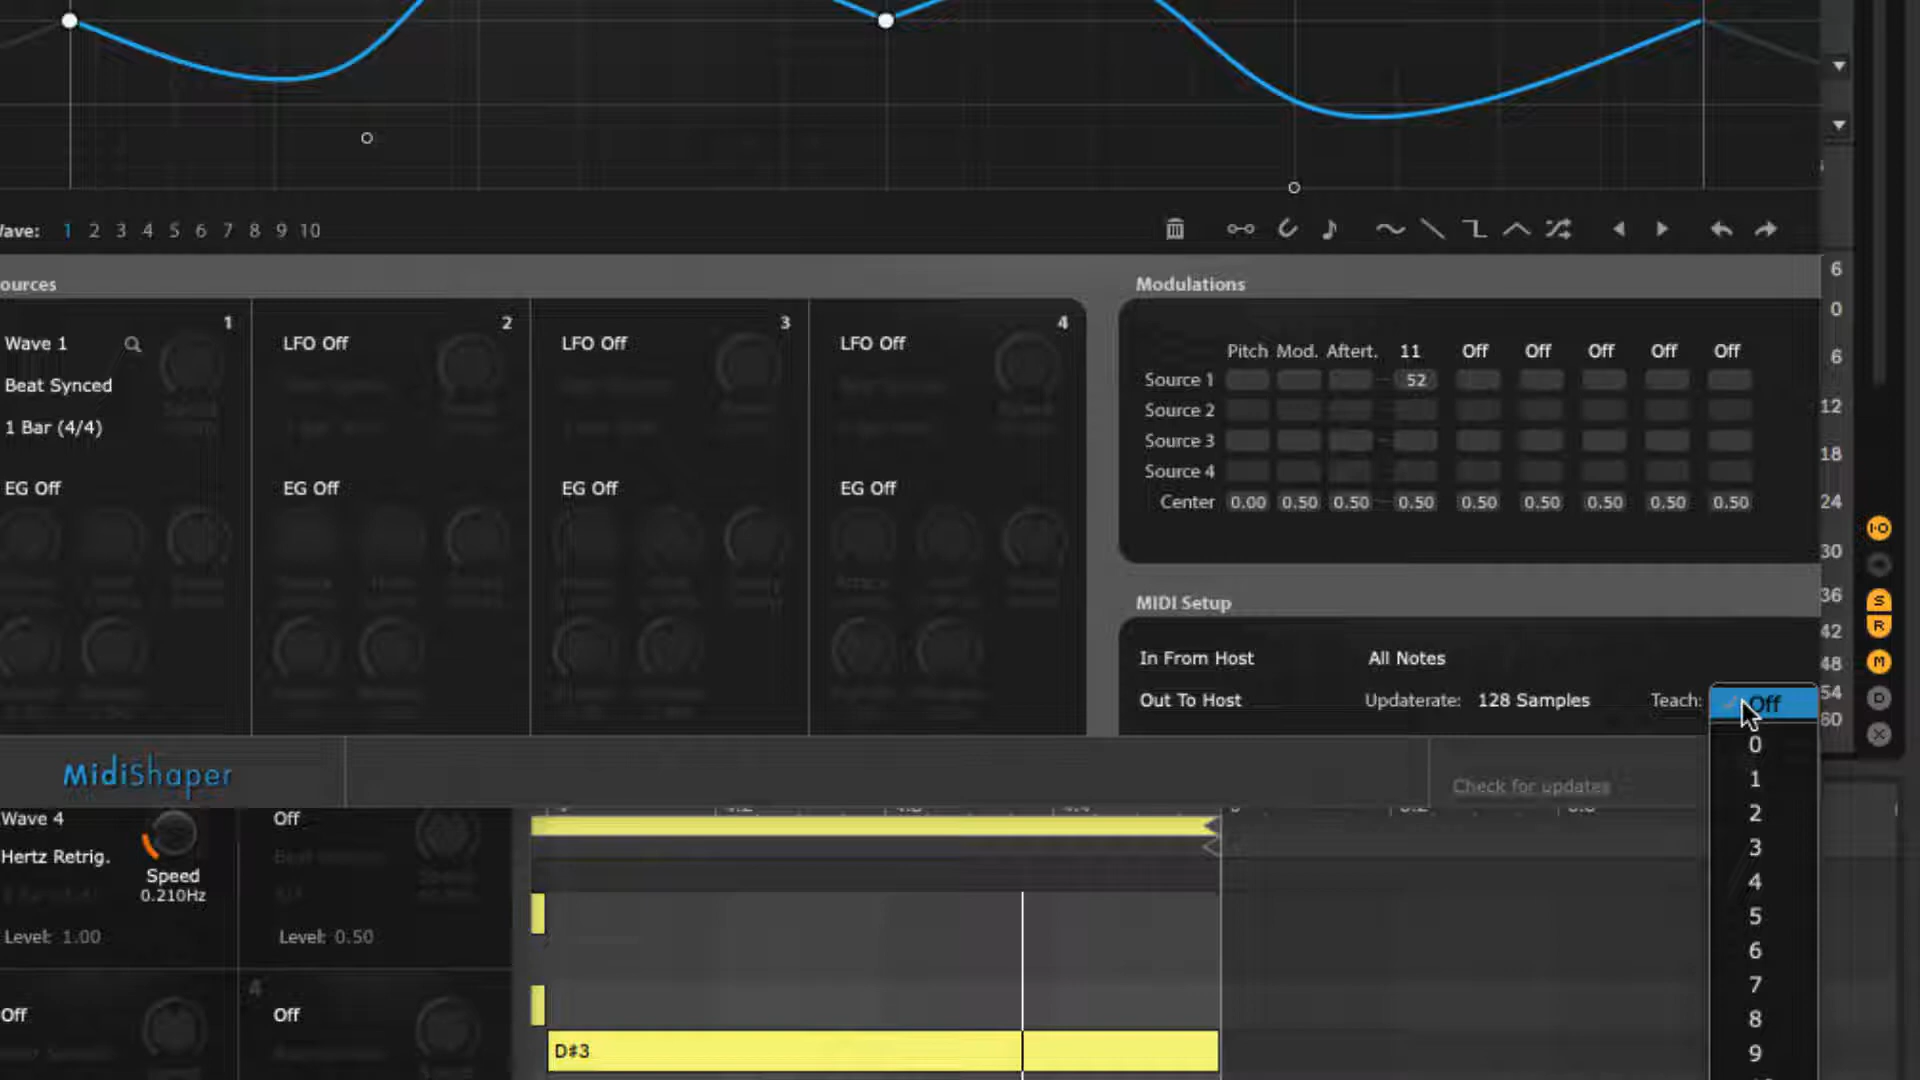 ave: 1 2 3 4 5 6 7 8 9 10
6
0
6
12
18
24
30
36
42
48
54
60
I·O
S
R
M
D
X
ources
1
Wave 1
Beat Synced
1 Bar (4/4)
EG Off
2
LFO Off
EG Off
3
LFO Off
EG Off
4
LFO Off
EG Off
Modulations
Pitch Mod. Aftert. 11 Off Off Off Off Off
Source 1 52
Source 2
Source 3
Source 4
Center 0.00 0.50 0.50 0.50 0.50 0.50 0.50 0.50 0.50
MIDI Setup
In From Host All Notes
Out To Host Updaterate: 128 Samples Teach: Off
0
1
2
3
4
5
6
7
8
9
MidiShaper
Check for updates
Wave 4
Hertz Retrig.
Speed
0.210Hz
Level: 1.00
Off
Level: 0.50
Off
4
Off
D#3